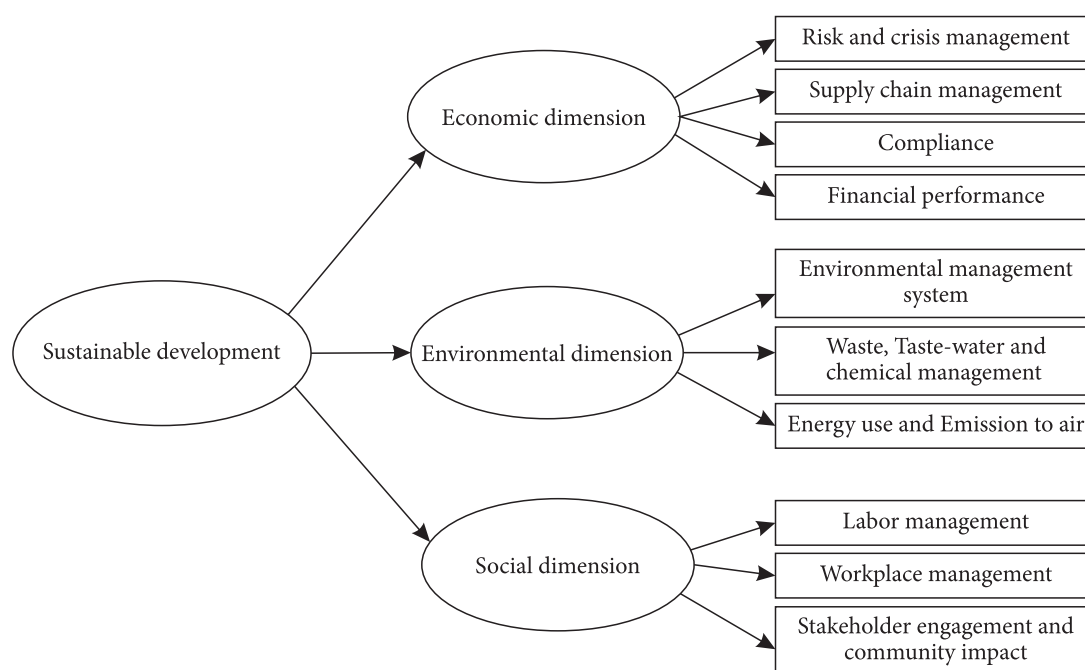 Sustainable development
Economic dimension
Risk and crisis management
Supply chain management
Compliance
Financial performance
Environmental dimension
Environmental management
system
Waste, Taste-water and
chemical management
Energy use and Emission to air
Social dimension
Labor management
Workplace management
Stakeholder engagement and
community impact